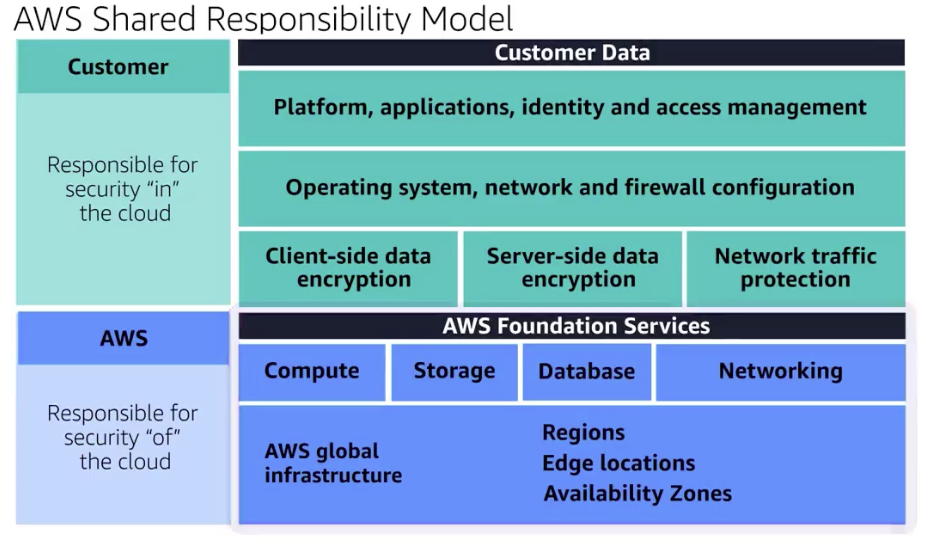 AWS Shared Responsibility Model
Customer
Responsible for
security “in”
the cloud
Customer Data
Platform, applications, identity and access management
Operating system, network and firewall configuration
Client-side data
encryption
Server-side data
encryption
Network traffic
protection
AWS
Responsible for
security “of”
the cloud
AWS Foundation Services
Compute
Storage
Database
Networking
AWS global
infrastructure
Regions
Edge locations
Availability Zones